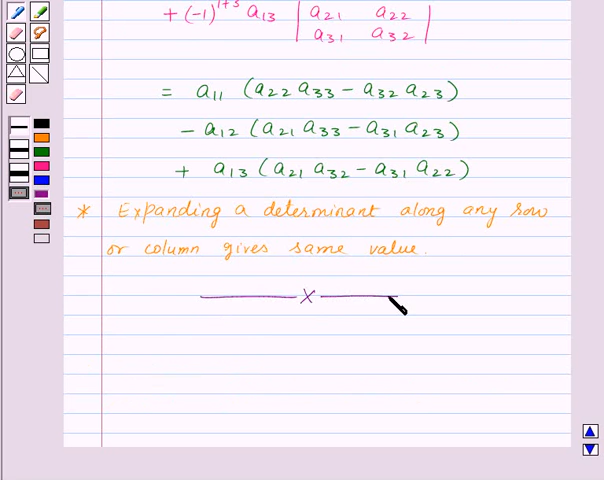 + (-1)¹⁺³ a₁₃ | a₂₁ a₂₂ |
| a₃₁ a₃₂ |
= a₁₁ (a₂₂ a₃₃ - a₃₂ a₂₃)
- a₁₂ (a₂₁ a₃₃ - a₃₁ a₂₃)
+ a₁₃ (a₂₁ a₃₂ - a₃₁ a₂₂)
* Expanding a determinant along any row
or column gives same value.
——— x ———